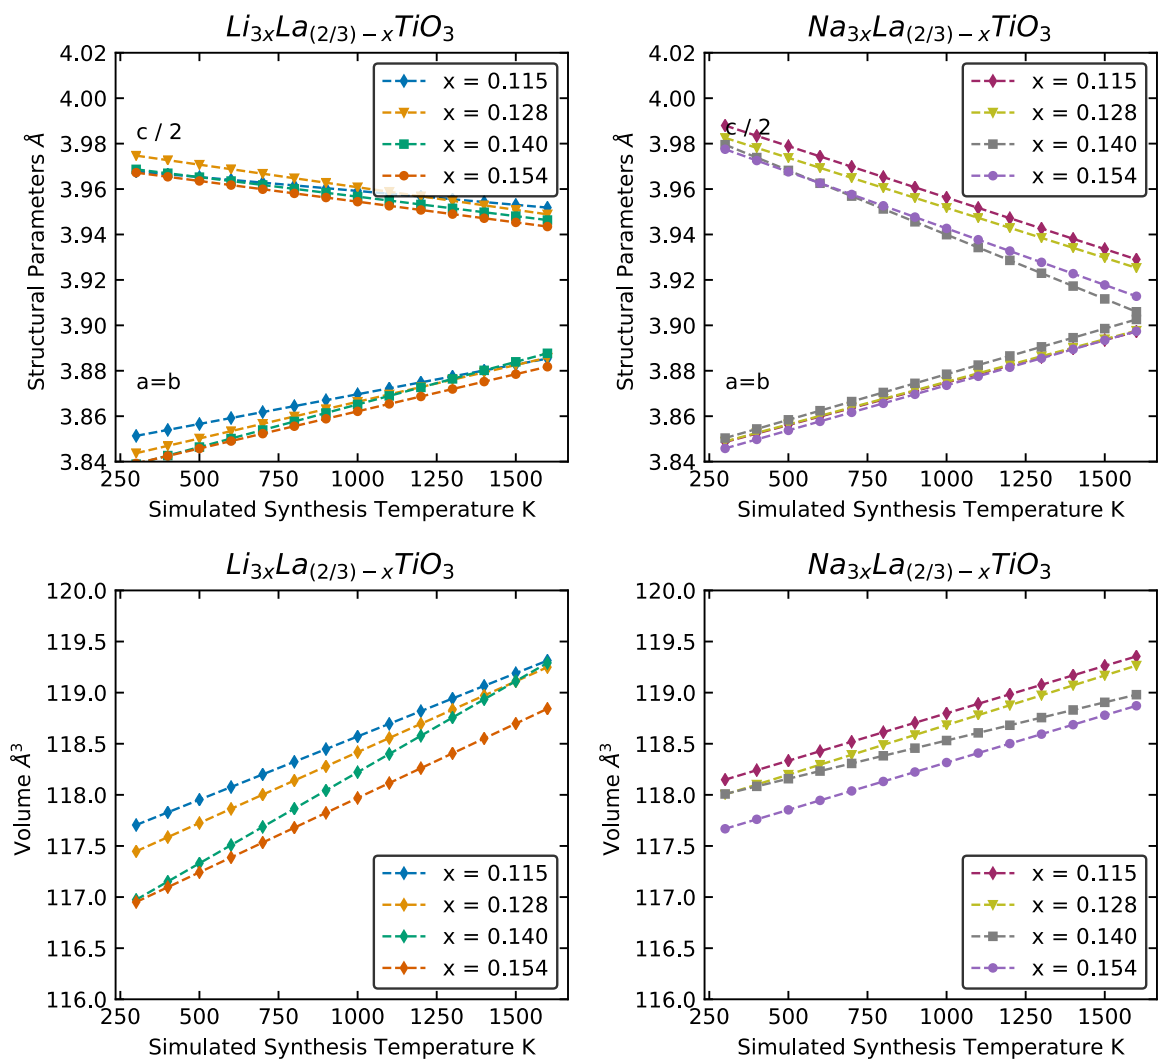 Li₃ₓLa₍₂/₃₎₋ₓTiO₃
4.02
4.00
3.98
3.96
3.94
3.92
3.90
3.88
3.86
3.84
Structural Parameters Å
c / 2
a=b
x = 0.115
x = 0.128
x = 0.140
x = 0.154
250 500 750 1000 1250 1500
Simulated Synthesis Temperature K
Na₃ₓLa₍₂/₃₎₋ₓTiO₃
4.02
4.00
3.98
3.96
3.94
3.92
3.90
3.88
3.86
3.84
Structural Parameters Å
c / 2
a=b
x = 0.115
x = 0.128
x = 0.140
x = 0.154
250 500 750 1000 1250 1500
Simulated Synthesis Temperature K
Li₃ₓLa₍₂/₃₎₋ₓTiO₃
120.0
119.5
119.0
118.5
118.0
117.5
117.0
116.5
116.0
Volume Å³
x = 0.115
x = 0.128
x = 0.140
x = 0.154
250 500 750 1000 1250 1500
Simulated Synthesis Temperature K
Na₃ₓLa₍₂/₃₎₋ₓTiO₃
120.0
119.5
119.0
118.5
118.0
117.5
117.0
116.5
116.0
Volume Å³
x = 0.115
x = 0.128
x = 0.140
x = 0.154
250 500 750 1000 1250 1500
Simulated Synthesis Temperature K